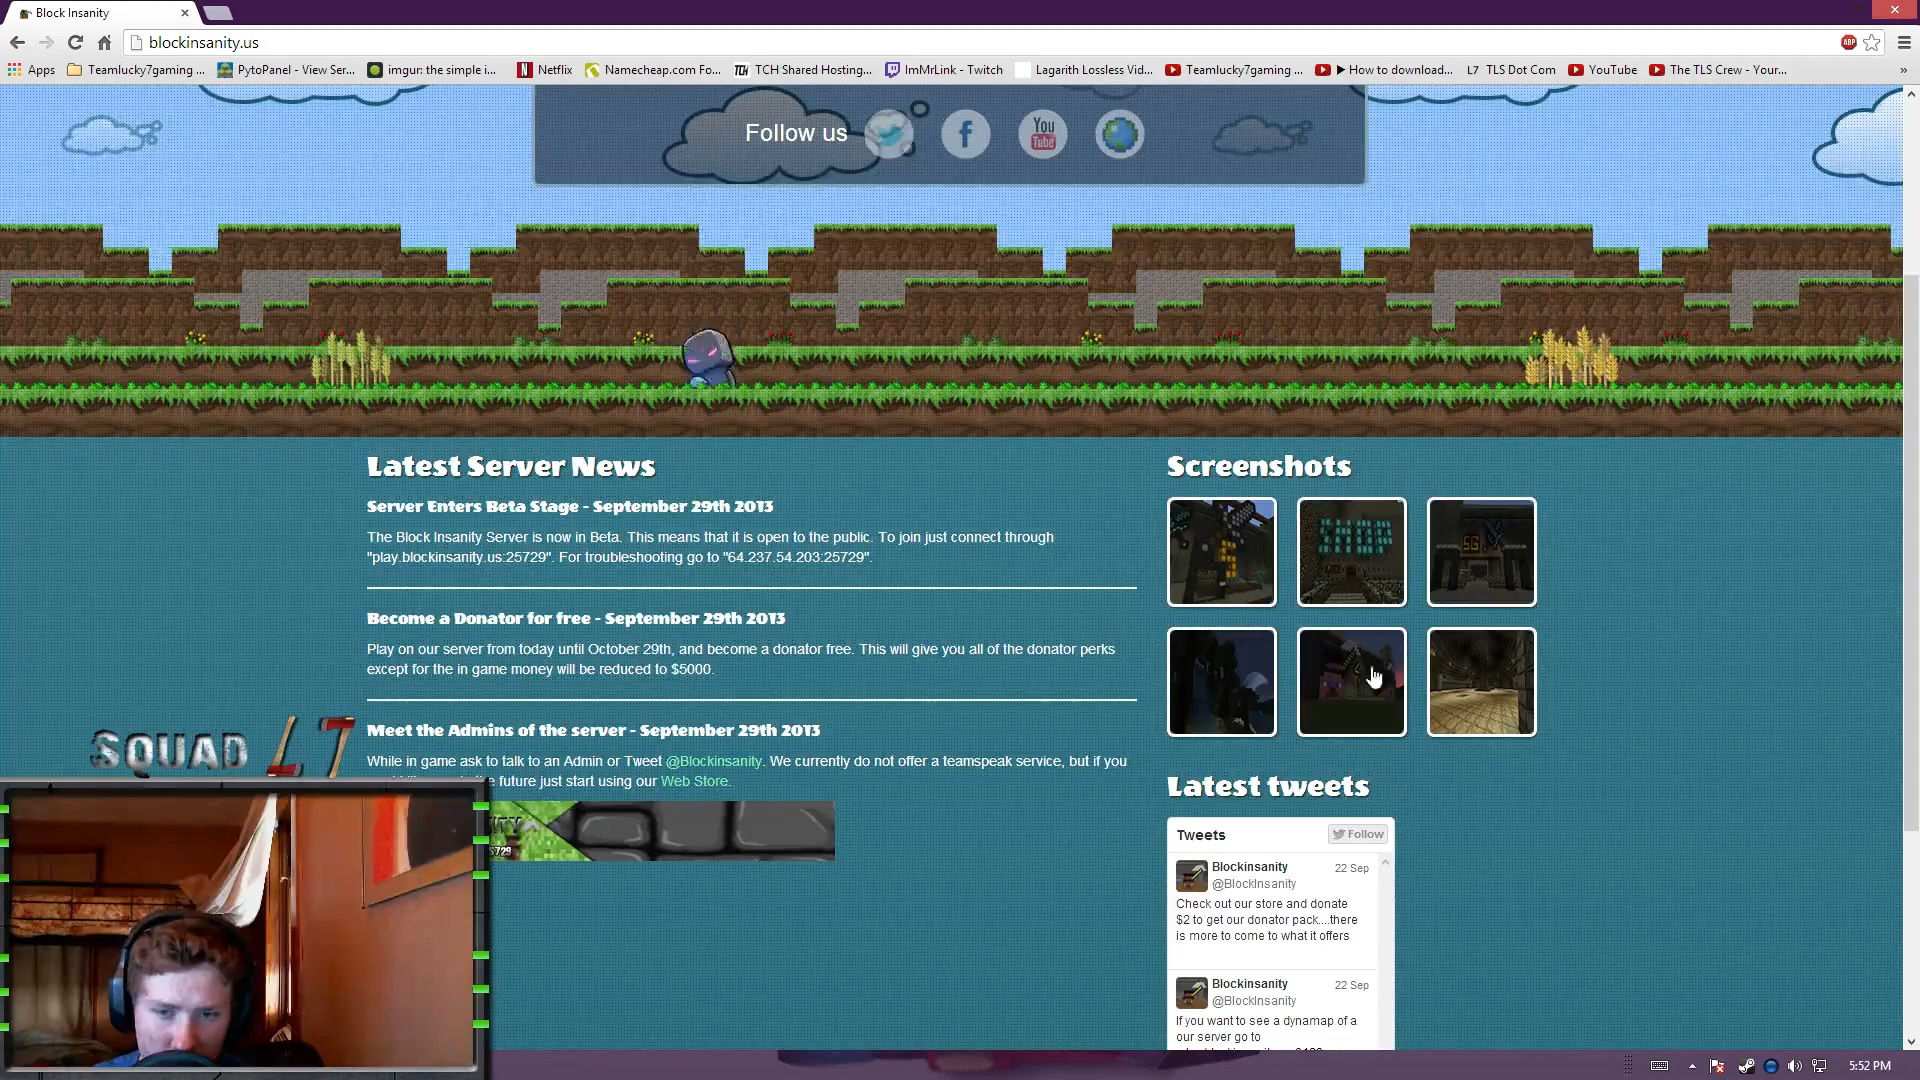 Block Insanity
blockinsanity.us
Apps
Teamlucky7gaming ...
PytoPanel - View Ser...
imgur: the simple i...
Netflix
Namecheap.com Fo...
TCH Shared Hosting...
ImMrLink - Twitch
Lagarith Lossless Vid...
Teamlucky7gaming ...
► How to download...
L7 TLS Dot Com
YouTube
The TLS Crew - Your...
Follow us
You
Tube
Latest Server News
Server Enters Beta Stage - September 29th 2013
The Block Insanity Server is now in Beta. This means that it is open to the public. To join just connect through
"play.blockinsanity.us:25729". For troubleshooting go to "64.237.54.203:25729".
Become a Donator for free - September 29th 2013
Play on our server from today until October 29th, and become a donator free. This will give you all of the donator perks
except for the in game money will be reduced to $5000.
Meet the Admins of the server - September 29th 2013
While in game ask to talk to an Admin or Tweet @Blockinsanity. We currently do not offer a teamspeak service, but if you
future just start using our Web Store.
5729
SQUAD L7
Screenshots
SHOP
SG
Latest tweets
Tweets
Follow
Blockinsanity
22 Sep
@BlockInsanity
Check out our store and donate
$2 to get our donator pack....there
is more to come to what it offers
Blockinsanity
22 Sep
@BlockInsanity
If you want to see a dynamap of a
our server go to
5:52 PM